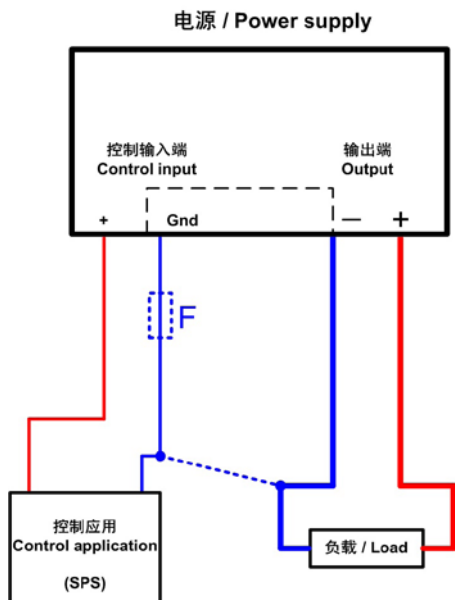 电源 / Power supply
控制输入端
Control input
输出端
Output
+
Gnd
—
+
F
控制应用
Control application
(SPS)
负载 / Load